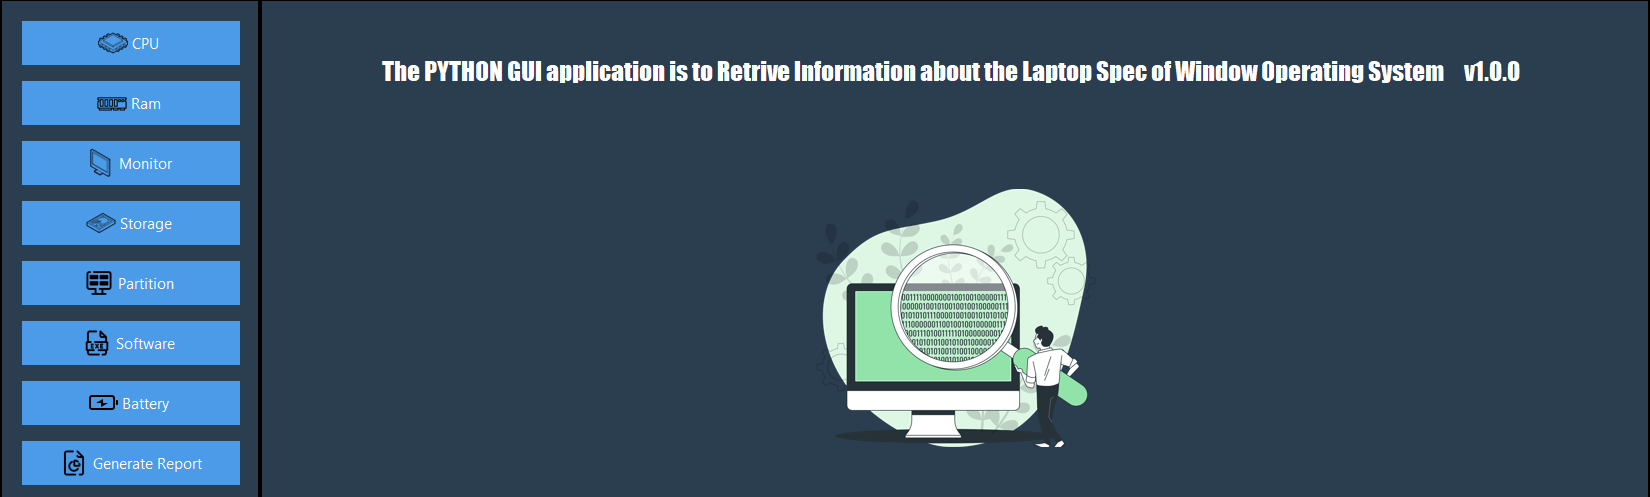 CPU
Ram
Monitor
Storage
Partition
Software
Battery
Generate Report
The PYTHON GUI application is to Retrive Information about the Laptop Spec of Window Operating System v1.0.0
EXE